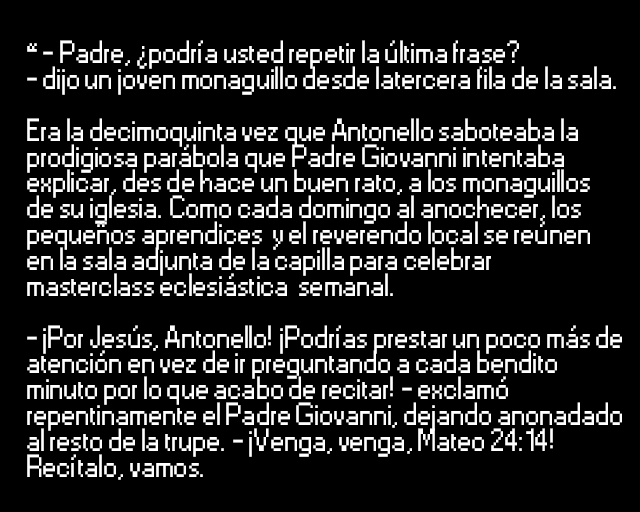 “ - Padre, ¿podría usted repetir la última frase?
- dijo un joven monaguillo desde latercera fila de la sala.
Era la decimoquinta vez que Antonello saboteaba la
prodigiosa parábola que Padre Giovanni intentaba
explicar, des de hace un buen rato, a los monaguillos
de su iglesia. Como cada domingo al anochecer, los
pequeños aprendices y el reverendo local se reúnen
en la sala adjunta de la capilla para celebrar
masterclass eclesiástica semanal.
- ¡Por Jesús, Antonello! ¡Podrías prestar un poco más de
atención en vez de ir preguntando a cada bendito
minuto por lo que acabo de recitar! - exclamó
repentinamente el Padre Giovanni, dejando anonadado
al resto de la trupe. - ¡Venga, venga, Mateo 24:14!
Recítalo, vamos.